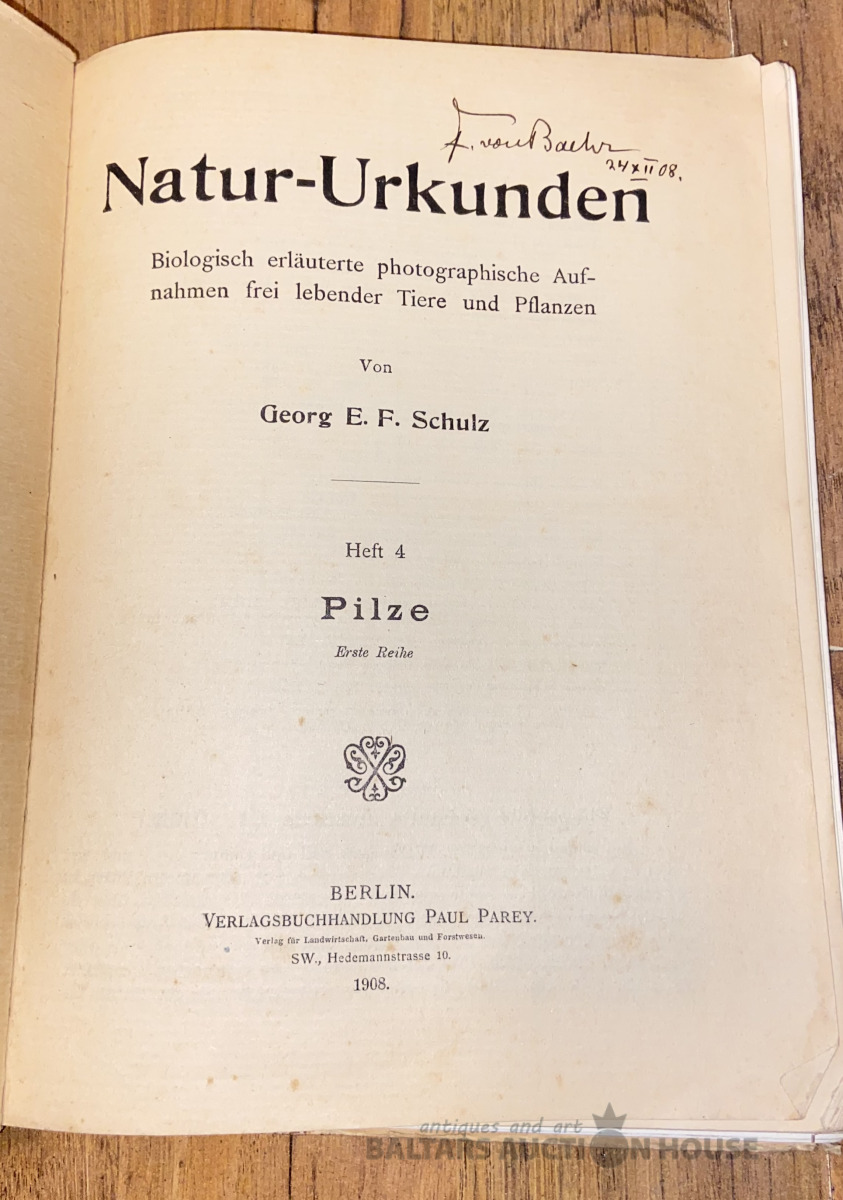 F. von Baehr
24 XII 08.
Natur-Urkunden
Biologisch erläuterte photographische Auf-
nahmen frei lebender Tiere und Pflanzen
Von
Georg E. F. Schulz
Heft 4
Pilze
Erste Reihe
BERLIN.
VERLAGSBUCHHANDLUNG PAUL PAREY.
Verlag für Landwirtschaft, Gartenbau und Forstwesen.
SW., Hedemannstrasse 10.
1908.
antiques and art
BALTARS AUCTION HOUSE